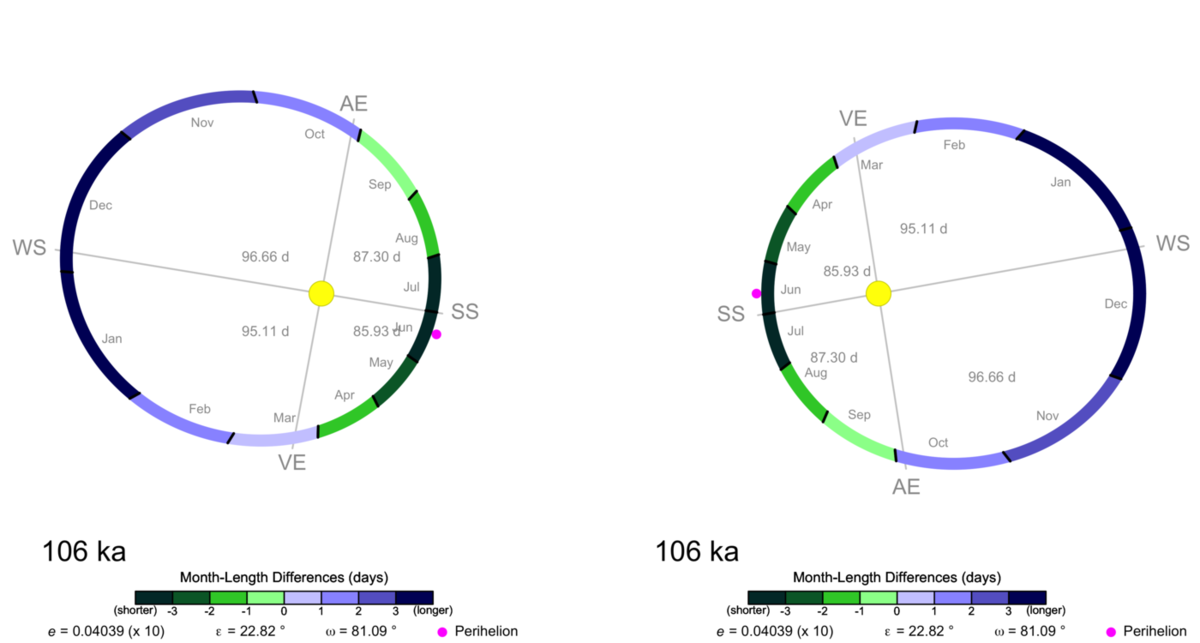 AE
Nov
Oct
Sep
Dec
WS
96.66 d
87.30 d
Aug
Jul
SS
95.11 d
85.93 d
Jun
Jan
May
Apr
Feb
Mar
VE
106 ka
Month-Length Differences (days)
(shorter) -3 -2 -1 0 1 2 3 (longer)
e = 0.04039 (x 10) ε = 22.82 ° ω = 81.09 ° Perihelion
VE
Feb
Mar
Jan
Apr
95.11 d
May
WS
85.93 d
Jun
Dec
SS
Jul
87.30 d
Aug
96.66 d
Sep
Nov
Oct
AE
106 ka
Month-Length Differences (days)
(shorter) -3 -2 -1 0 1 2 3 (longer)
e = 0.04039 (x 10) ε = 22.82 ° ω = 81.09 ° Perihelion